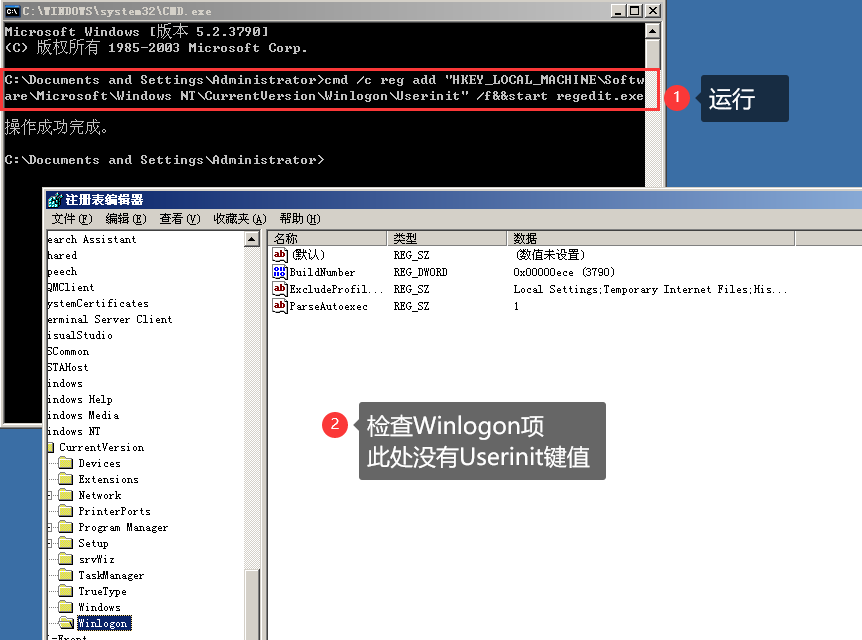 C:\WINDOWS\system32\CMD.exe
Microsoft Windows [版本 5.2.3790]
(C) 版权所有 1985-2003 Microsoft Corp.
C:\Documents and Settings\Administrator>cmd /c reg add "HKEY_LOCAL_MACHINE\Softw
are\Microsoft\Windows NT\CurrentVersion\Winlogon\Userinit" /f&&start regedit.exe
1
运行
操作成功完成。
C:\Documents and Settings\Administrator>
注册表编辑器
文件(F) 编辑(E) 查看(V) 收藏夹(A) 帮助(H)
earch Assistant
hared
peech
QMClient
ystemCertificates
erminal Server Client
isualStudio
SCommon
STAHost
indows
indows Help
indows Media
indows NT
CurrentVersion
Devices
Extensions
Network
PrinterPorts
Program Manager
Setup
srvWiz
TaskManager
TrueType
Windows
Winlogon
名称 类型 数据
(默认) REG_SZ (数值未设置)
BuildNumber REG_DWORD 0x00000ece (3790)
ExcludeProfil... REG_SZ Local Settings;Temporary Internet Files;His...
ParseAutoexec REG_SZ 1
2
检查Winlogon项
此处没有Userinit键值